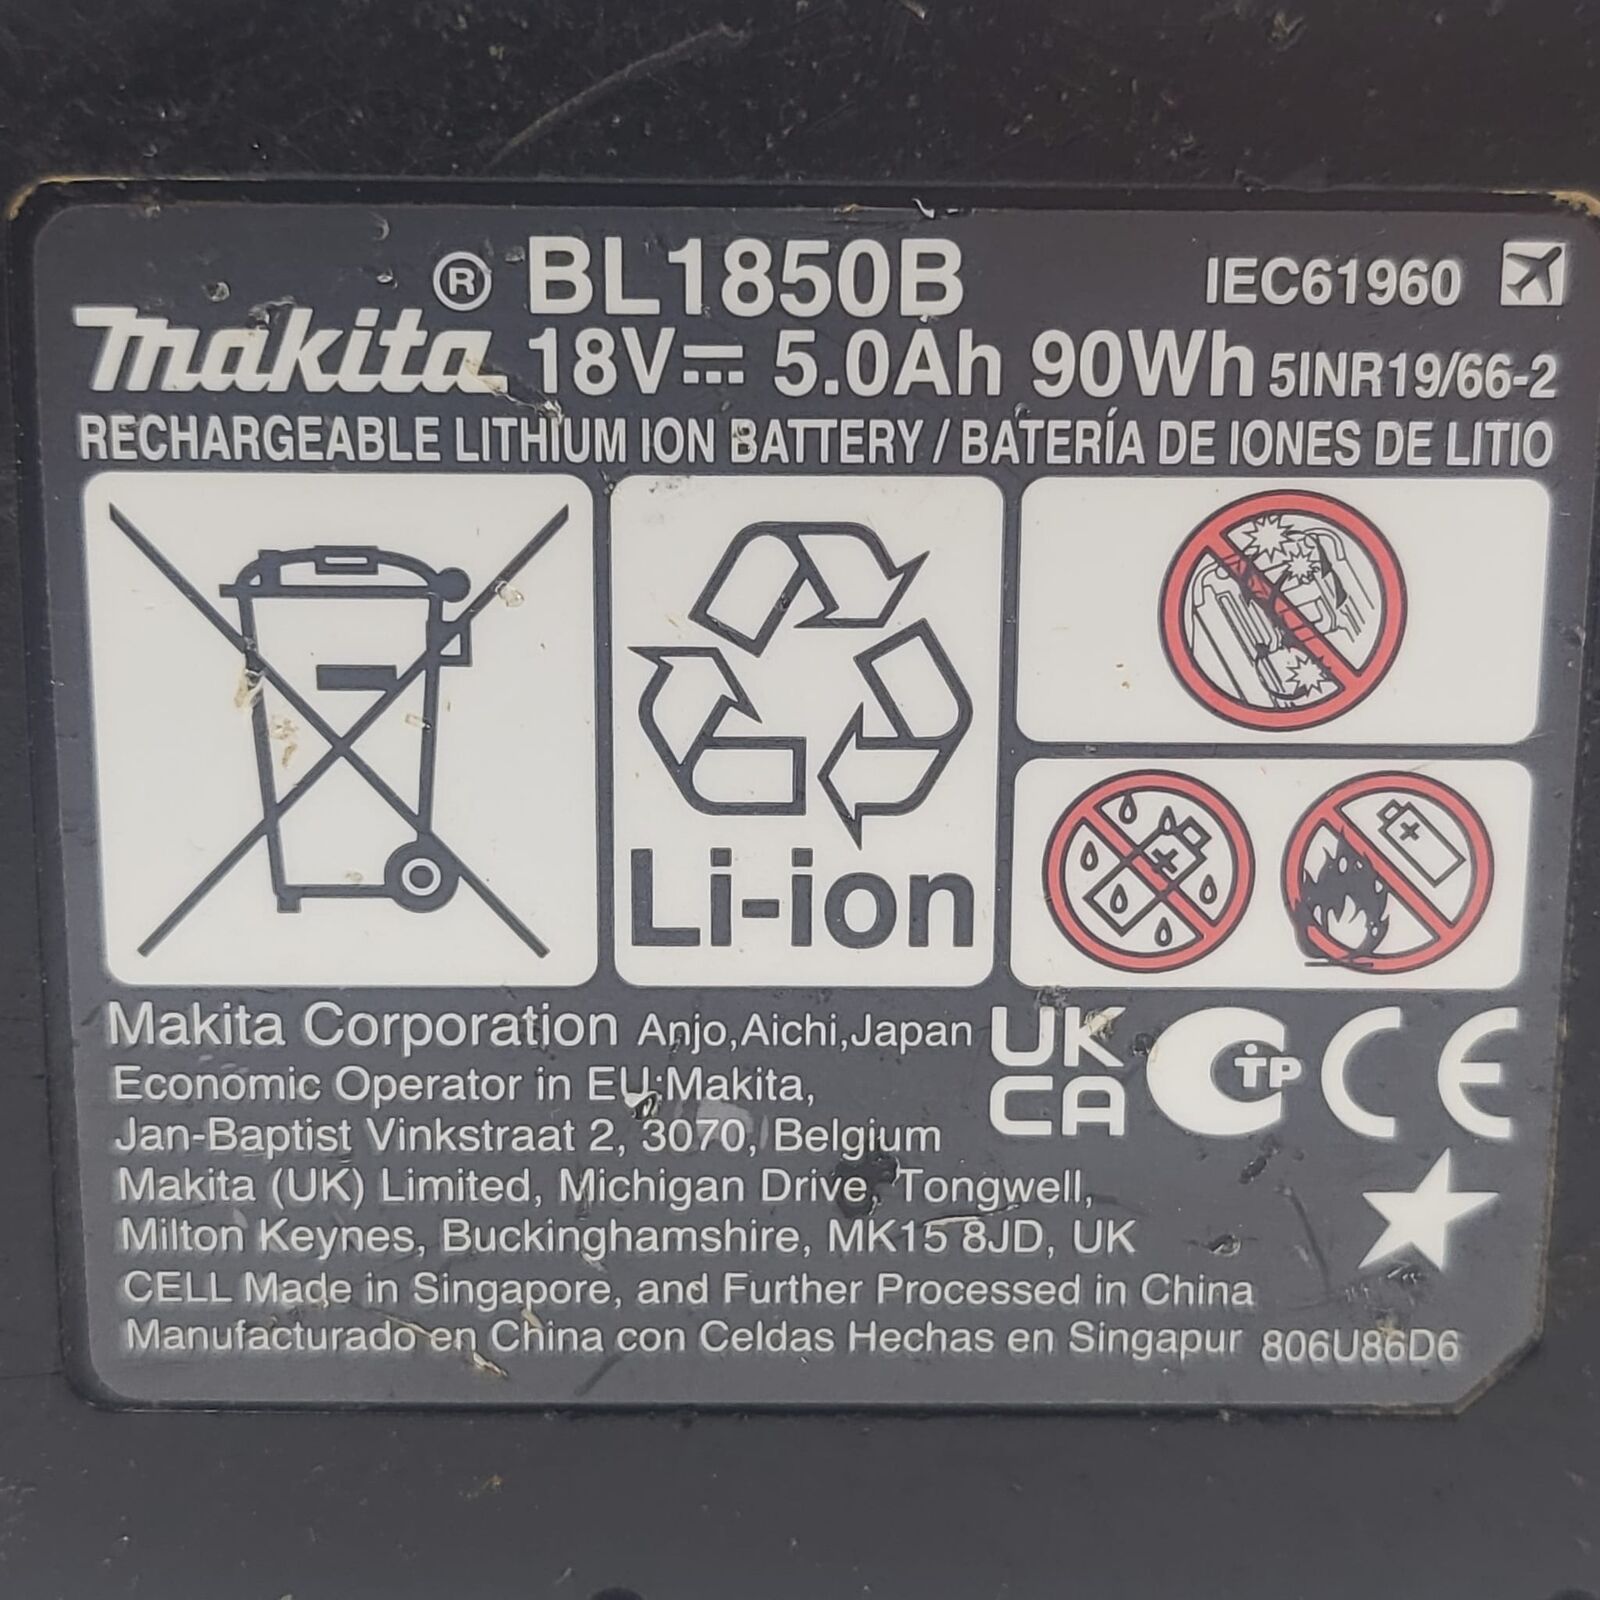 makita® BL1850B IEC61960
18V 5.0Ah 90Wh 5INR19/66-2
RECHARGEABLE LITHIUM ION BATTERY / BATERÍA DE IONES DE LITIO
Li-ion
Makita Corporation Anjo,Aichi,Japan
Economic Operator in EU:Makita,
Jan-Baptist Vinkstraat 2, 3070, Belgium
Makita (UK) Limited, Michigan Drive, Tongwell,
Milton Keynes, Buckinghamshire, MK15 8JD, UK
CELL Made in Singapore, and Further Processed in China
Manufacturado en China con Celdas Hechas en Singapur 806U86D6
UK
CA
CTP CE